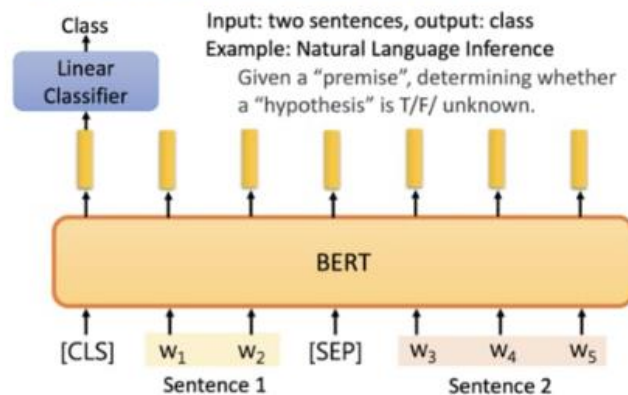 Class
Linear
Classifier
Input: two sentences, output: class
Example: Natural Language Inference
Given a “premise”, determining whether
a “hypothesis” is T/F/ unknown.
BERT
[CLS] w₁ w₂ [SEP] w₃ w₄ w₅
Sentence 1 Sentence 2